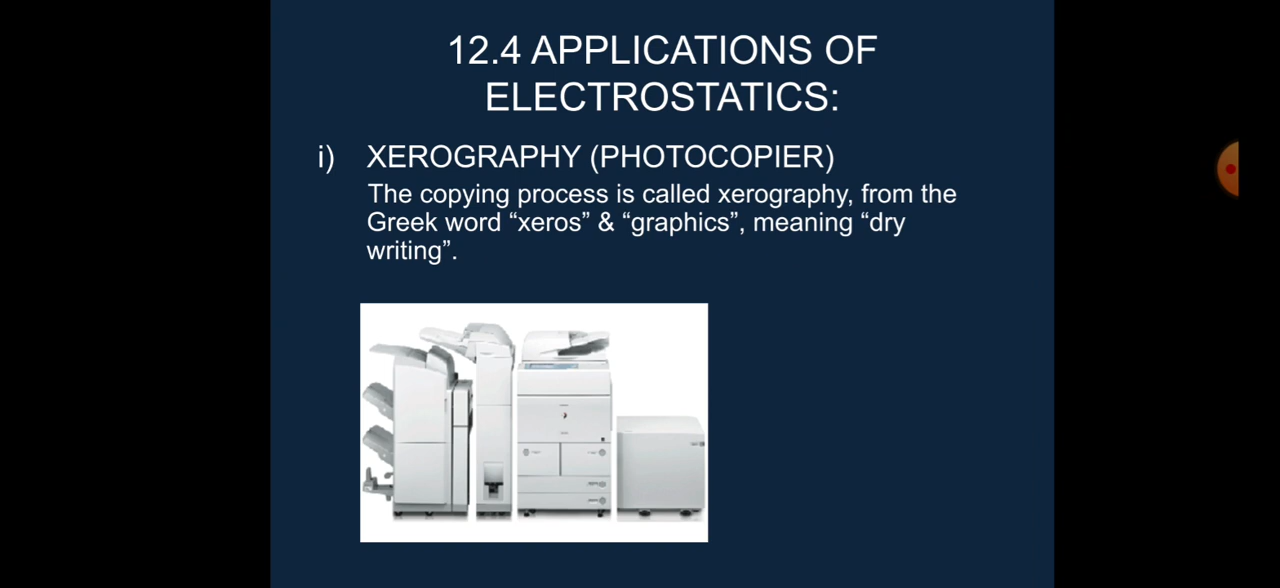 12.4 APPLICATIONS OF
ELECTROSTATICS:
i) XEROGRAPHY (PHOTOCOPIER)
The copying process is called xerography, from the
Greek word “xeros” & “graphics”, meaning “dry
writing”.